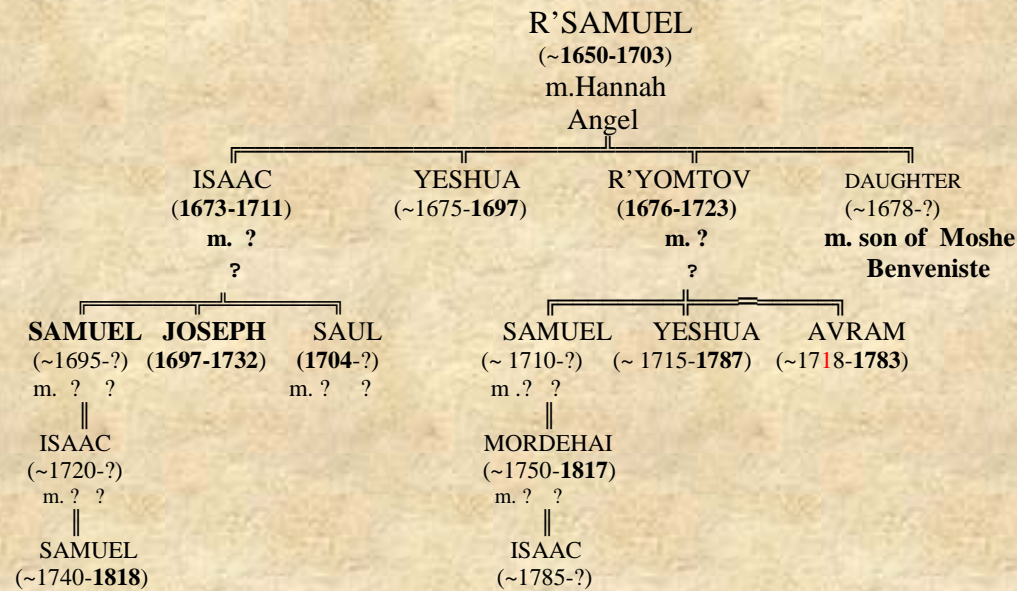 R’SAMUEL
(~1650-1703)
m.Hannah
Angel
ISAAC YESHUA R’YOMTOV DAUGHTER
(1673-1711) (~1675-1697) (1676-1723) (~1678-?)
m. ? m. ? m. son of Moshe
? ? Benveniste
SAMUEL JOSEPH SAUL SAMUEL YESHUA AVRAM
(~1695-?) (1697-1732) (1704-?) (~ 1710-?) (~ 1715-1787) (~1718-1783)
m. ? ? m. ? ? m .? ?
ISAAC MORDEHAI
(~1720-?) (~1750-1817)
m. ? ? m. ? ?
SAMUEL ISAAC
(~1740-1818) (~1785-?)